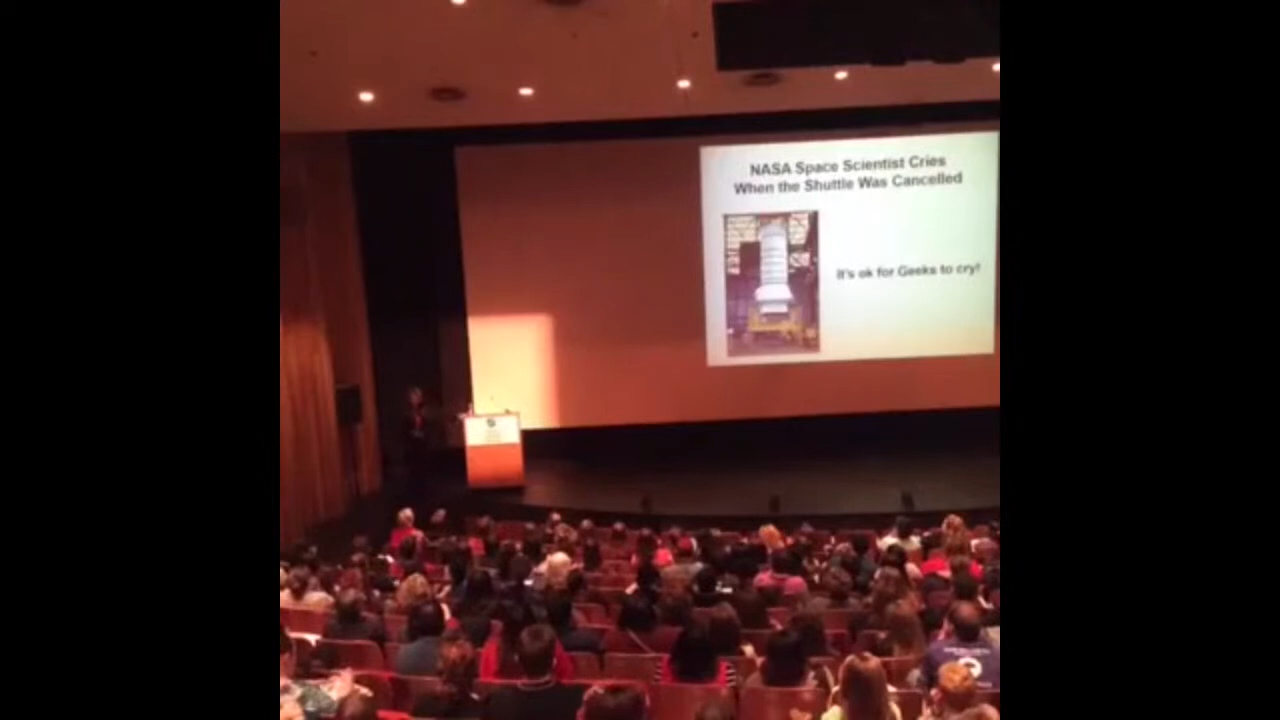 NASA Space Scientist Cries
When the Shuttle Was Cancelled
It's ok for Geeks to cry!